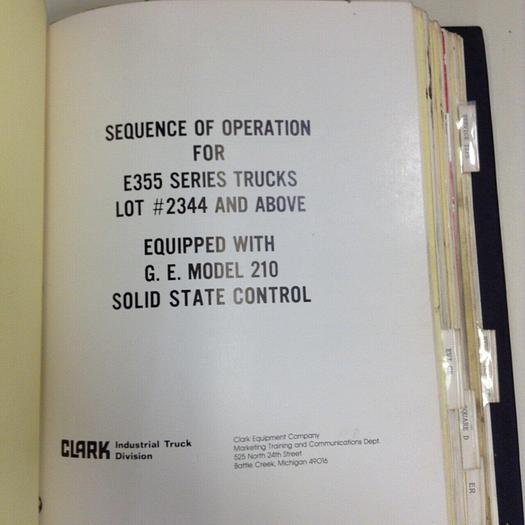 SEQUENCE OF OPERATION
FOR
E355 SERIES TRUCKS
LOT #2344 AND ABOVE
EQUIPPED WITH
G. E. MODEL 210
SOLID STATE CONTROL
CLARK Industrial Truck
Division
Clark Equipment Company
Marketing Training and Communications Dept.
525 North 24th Street
Battle Creek, Michigan 49016
SQUARE D